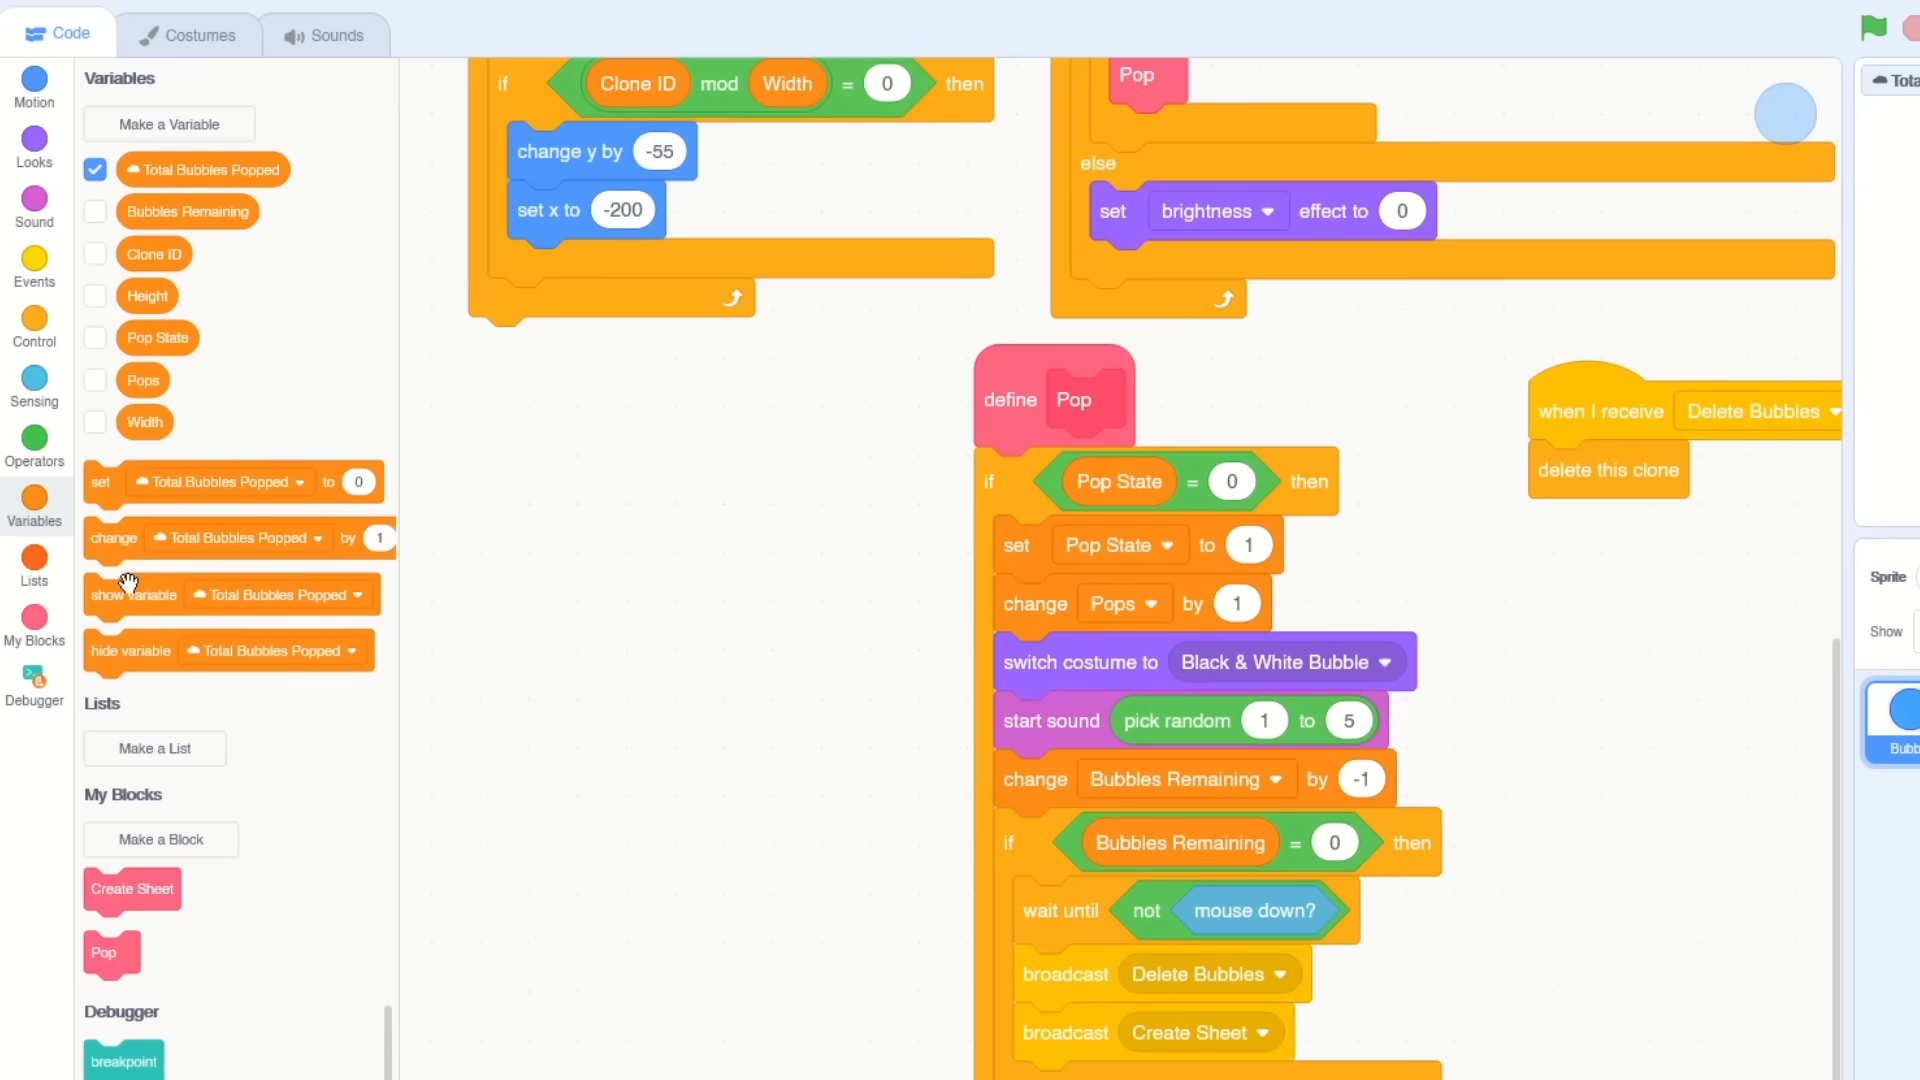 Code
Costumes
Sounds
Motion
Looks
Sound
Events
Control
Sensing
Operators
Variables
Lists
My Blocks
Debugger
Variables
Make a Variable
Total Bubbles Popped
Bubbles Remaining
Clone ID
Height
Pop State
Pops
Width
set Total Bubbles Popped to 0
change Total Bubbles Popped by 1
show variable Total Bubbles Popped
hide variable Total Bubbles Popped
Lists
Make a List
My Blocks
Make a Block
Create Sheet
Pop
Debugger
breakpoint
if Clone ID mod Width = 0 then
change y by -55
set x to -200
Pop
else
set brightness effect to 0
define Pop
if Pop State = 0 then
set Pop State to 1
change Pops by 1
switch costume to Black & White Bubble
start sound pick random 1 to 5
change Bubbles Remaining by -1
if Bubbles Remaining = 0 then
wait until not mouse down?
broadcast Delete Bubbles
broadcast Create Sheet
when I receive Delete Bubbles
delete this clone
Tota
Sprite
Show
Bubb